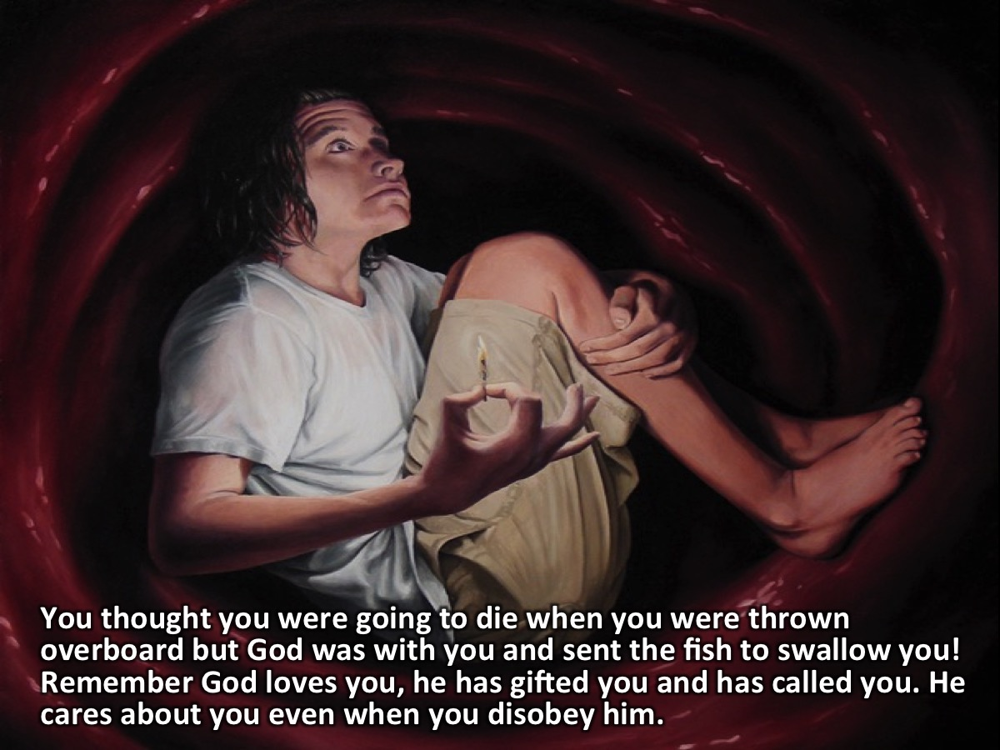 You thought you were going to die when you were thrown
overboard but God was with you and sent the fish to swallow you!
Remember God loves you, he has gifted you and has called you. He
cares about you even when you disobey him.